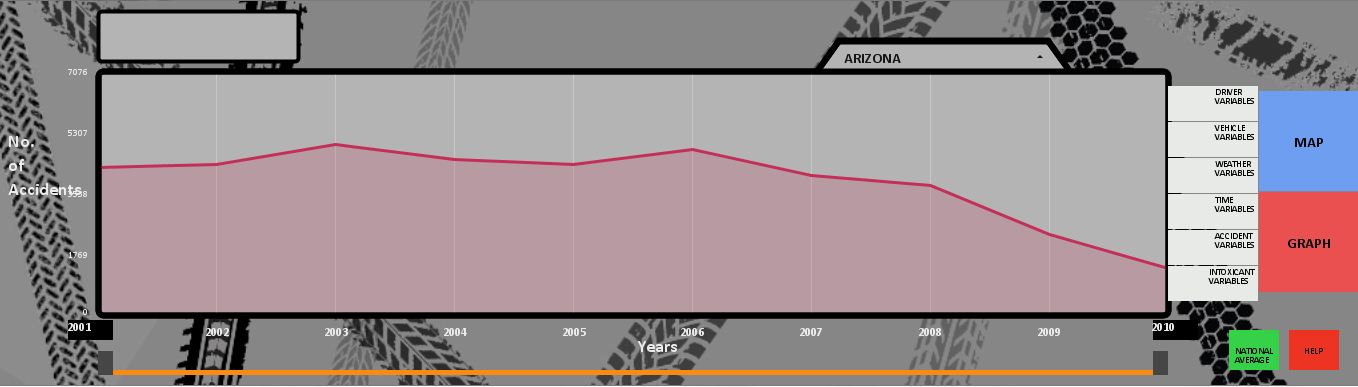 ARIZONA
7076
5307
1769
0
No.
of
Accidents
2001
2002
2003
2004
2005
2006
2007
2008
2009
2010
Years
DRIVER
VARIABLES
VEHICLE
VARIABLES
WEATHER
VARIABLES
TIME
VARIABLES
ACCIDENT
VARIABLES
INTOXICANT
VARIABLES
MAP
GRAPH
NATIONAL
AVERAGE
HELP